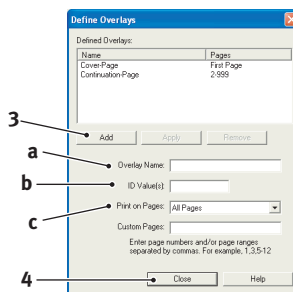 Define Overlays
Defined Overlays:
Name Pages
Cover-Page First Page
Continuation-Page 2-999
3 Add Apply Remove
a Overlay Name:
b ID Value(s):
c Print on Pages: All Pages
Custom Pages:
Enter page numbers and/or page ranges
separated by commas. For example, 1,3,5-12
4 Close Help